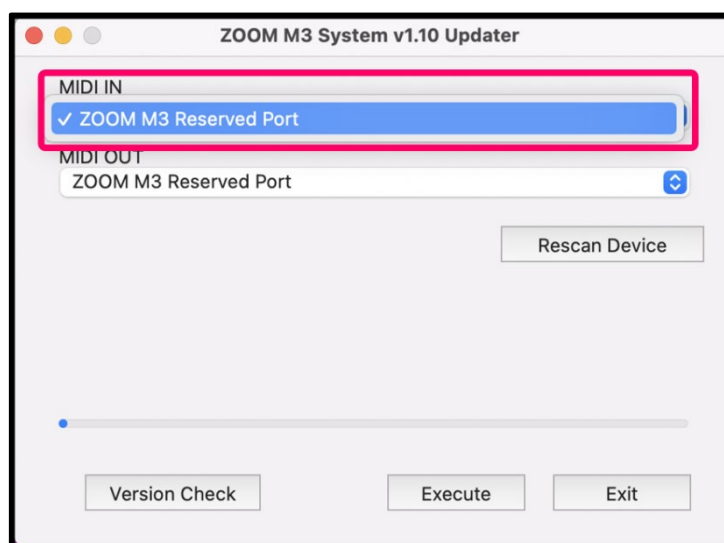 ZOOM M3 System v1.10 Updater
MIDI IN
✓ ZOOM M3 Reserved Port
MIDI OUT
ZOOM M3 Reserved Port
Rescan Device
Version Check
Execute
Exit